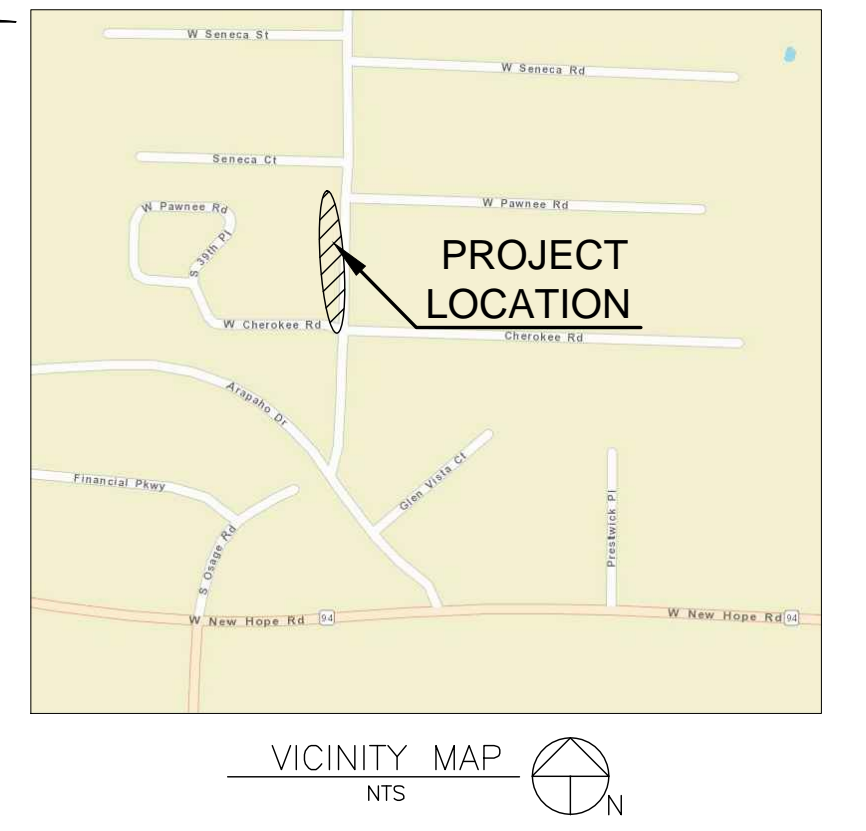 W Seneca St
W Seneca Rd
Seneca Ct
W Pawnee Rd
W Pawnee Rd
S 39th Pl
PROJECT
LOCATION
W Cherokee Rd
Cherokee Rd
Arapaho Dr
Glen Vista Ct
Financial Pkwy
Prestwick Pl
S Osage Rd
W New Hope Rd 94
W New Hope Rd 94
VICINITY MAP
NTS
N